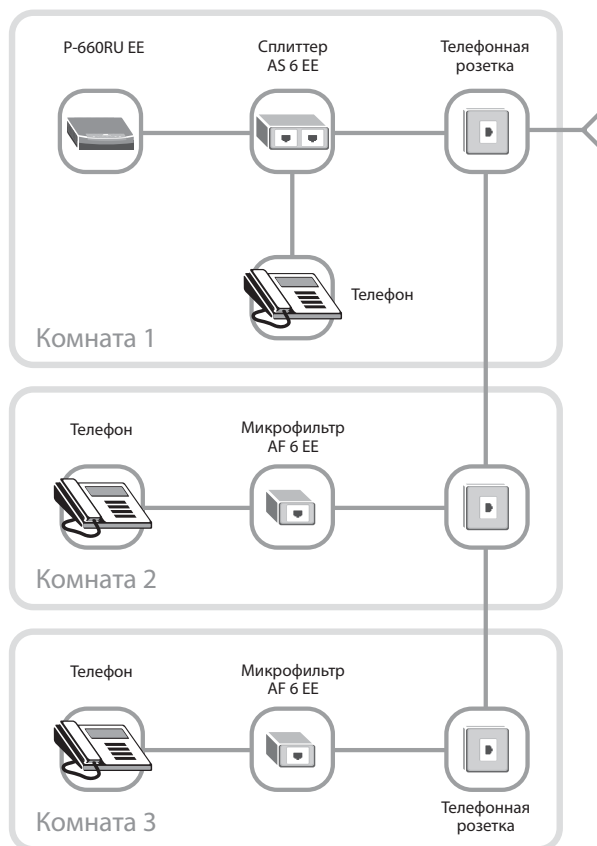 P-660RU EE
Сплиттер
AS 6 EE
Телефонная
розетка
Телефон
Комната 1
Телефон
Микрофильтр
AF 6 EE
Комната 2
Телефон
Микрофильтр
AF 6 EE
Комната 3
Телефонная
розетка